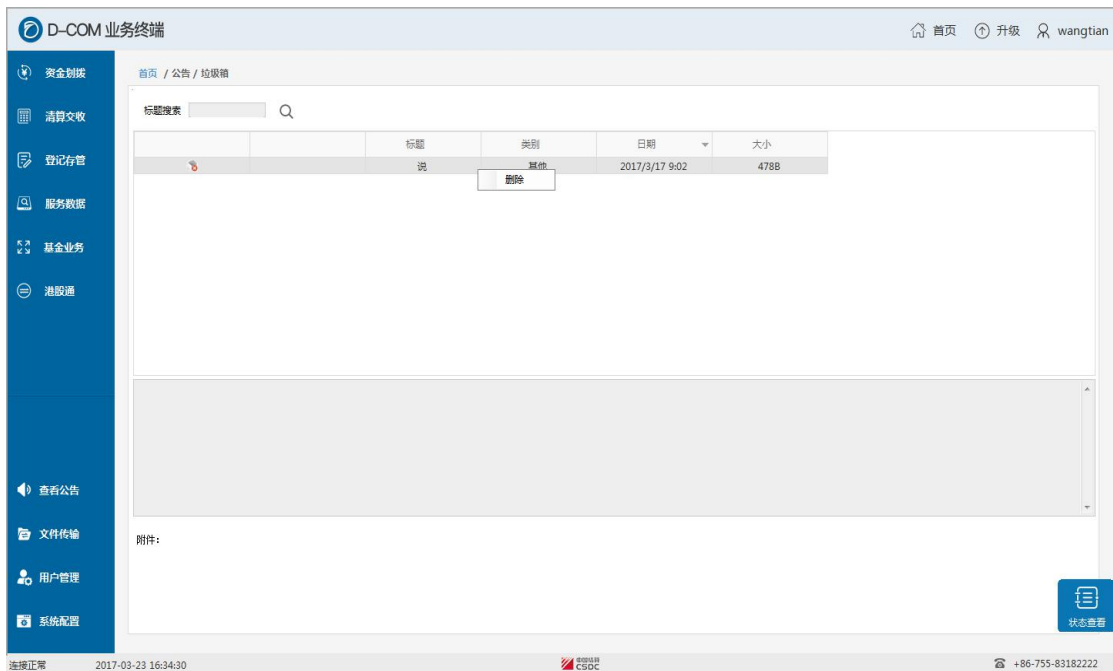 D-COM 业务终端
首页 升级 wangtian
资金划拨
清算交收
登记存管
服务数据
基金业务
港股通
查看公告
文件传输
用户管理
系统配置
首页 / 公告 / 垃圾箱
标题搜索
标题 类别 日期 大小
说 其他 2017/3/17 9:02 478B
删除
附件：
状态查看
连接正常 2017-03-23 16:34:30 CSDC +86-755-83182222